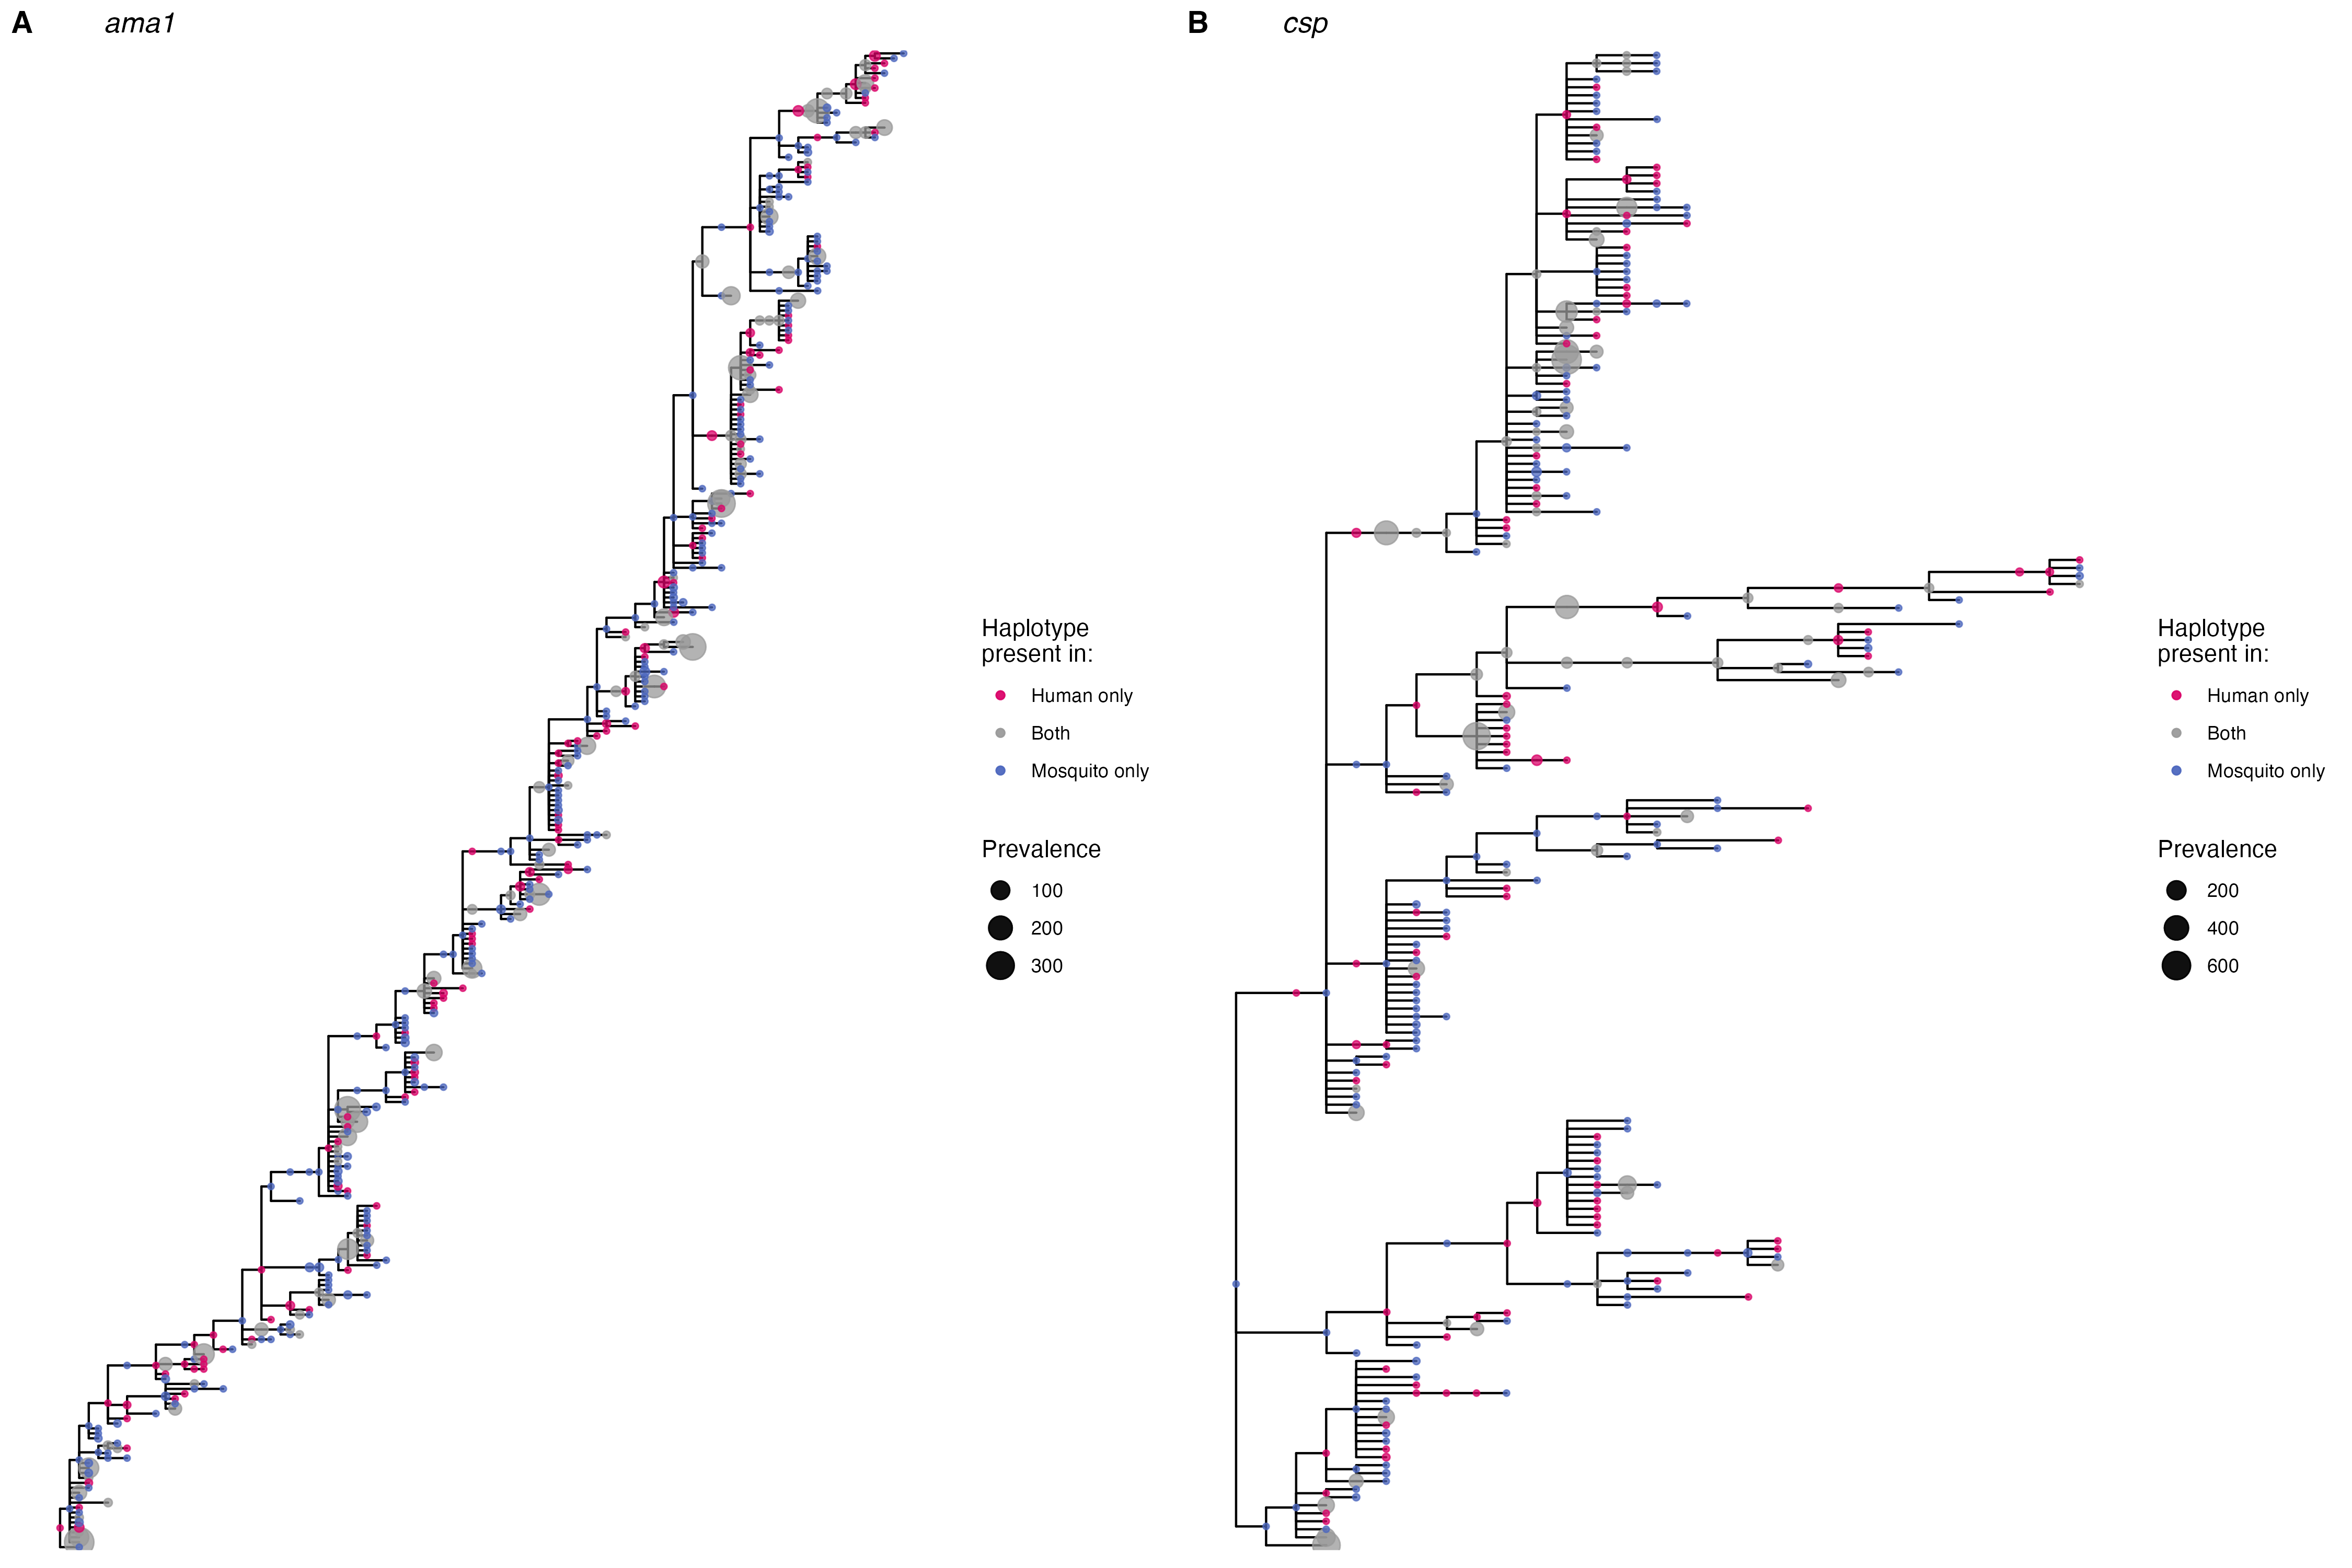 A ama1
Haplotype
present in:
Human only
Both
Mosquito only
Prevalence
100
200
300
B csp
Haplotype
present in:
Human only
Both
Mosquito only
Prevalence
200
400
600